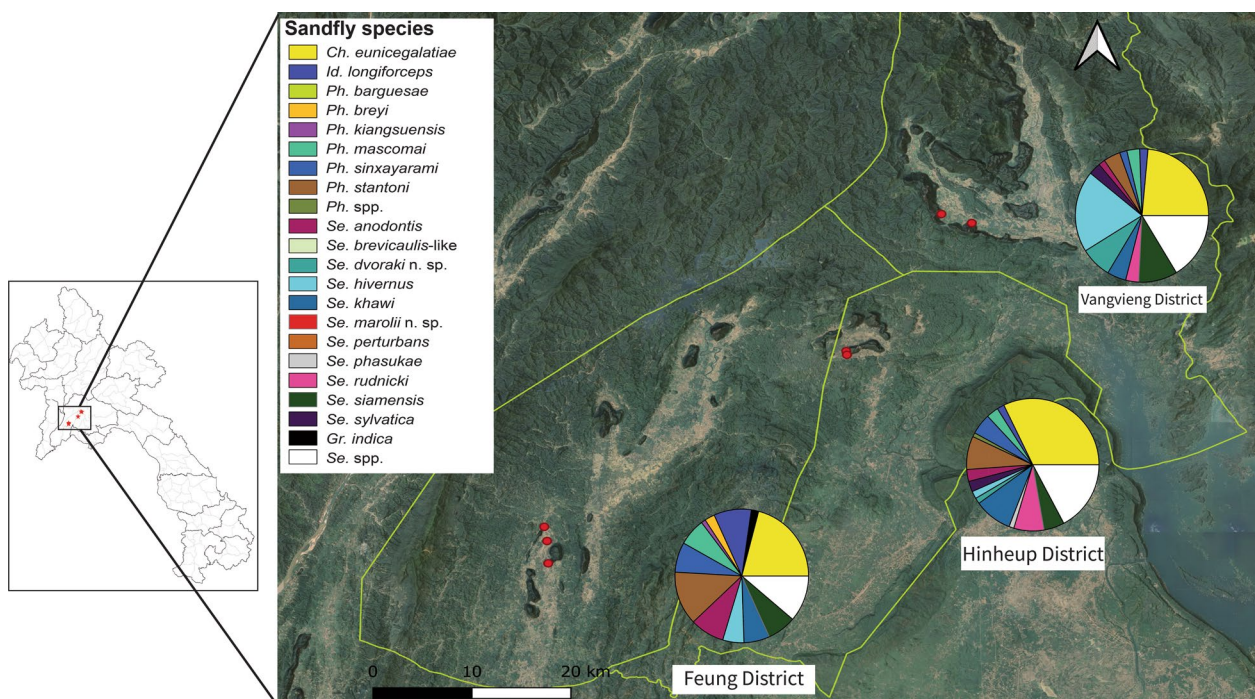 Sandfly species
Ch. eunicegalatiae
Id. longiforceps
Ph. barguesae
Ph. breyi
Ph. kiangsuensis
Ph. mascomai
Ph. sinxayarami
Ph. stantoni
Ph. spp.
Se. anodontis
Se. brevicaulis-like
Se. dvoraki n. sp.
Se. hivernus
Se. khawi
Se. marolii n. sp.
Se. perturbans
Se. phasukae
Se. rudnicki
Se. siamensis
Se. sylvatica
Gr. indica
Se. spp.
Vangvieng District
Hinheup District
Feung District
0 10 20 km